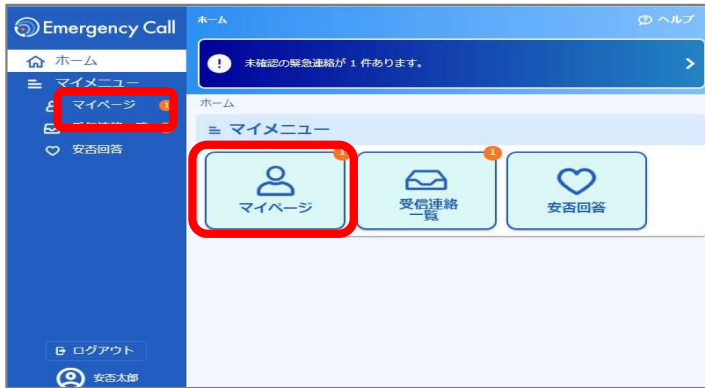 Emergency Call
ホーム
マイメニュー
マイページ 1
安否回答
ログアウト
安否太郎
ホーム
ヘルプ
! 未確認の緊急連絡が 1 件あります。
ホーム
マイメニュー
マイページ
1
受信連絡
一覧
1
安否回答